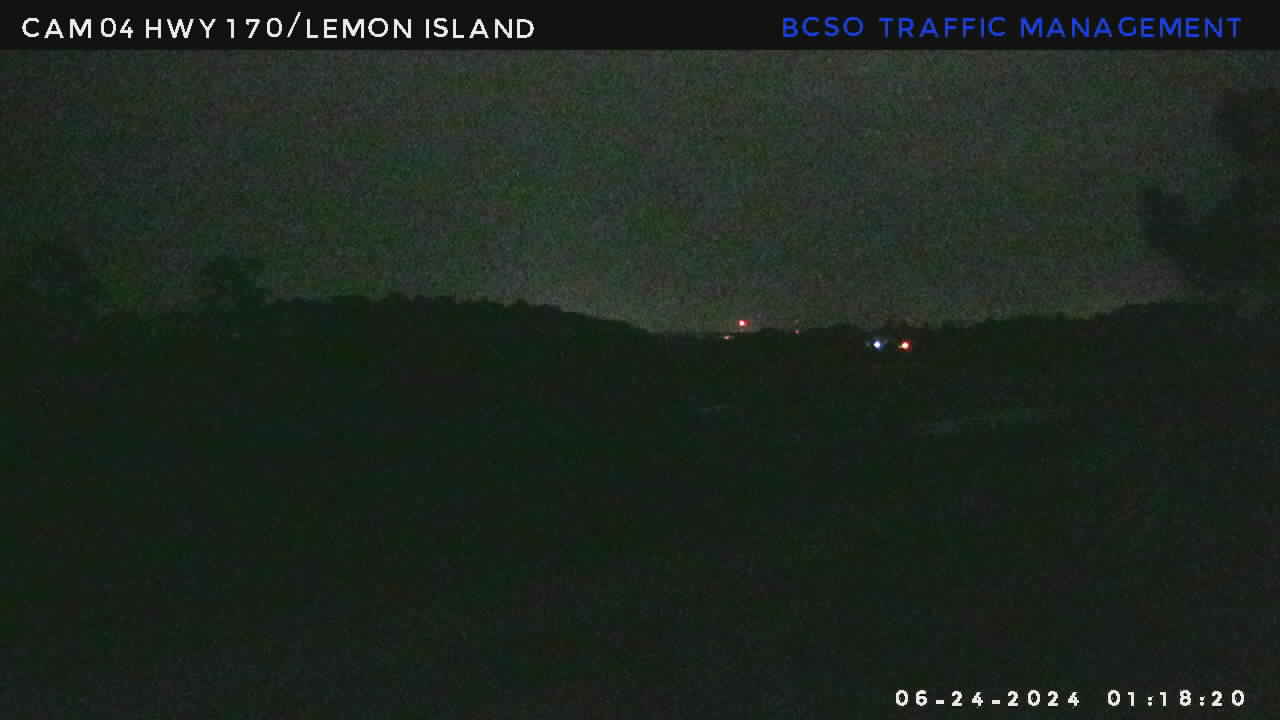 CAM04 HWY 170/LEMON ISLAND
BCSO TRAFFIC MANAGEMENT
06-24-2024 01:18:20